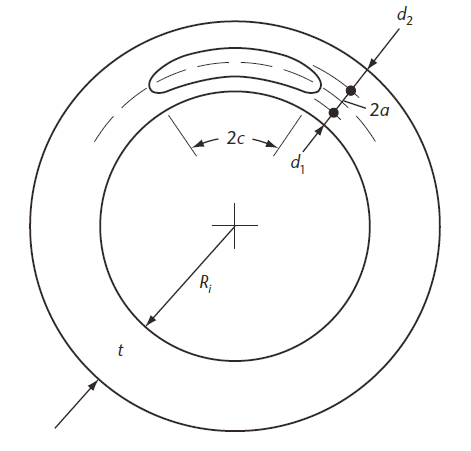 d₂
2a
2c
d₁
Rᵢ
t